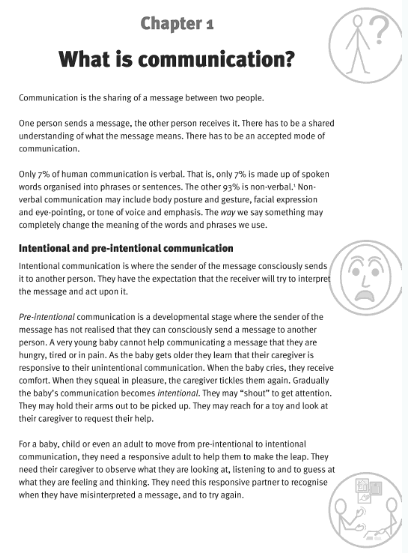 Chapter 1
What is communication?
Communication is the sharing of a message between two people.
One person sends a message, the other person receives it. There has to be a shared
understanding of what the message means. There has to be an accepted mode of
communication.
Only 7% of human communication is verbal. That is, only 7% is made up of spoken
words organised into phrases or sentences. The other 93% is non-verbal.¹ Non-
verbal communication may include body posture and gesture, facial expression
and eye-pointing, or tone of voice and emphasis. The way we say something may
completely change the meaning of the words and phrases we use.
Intentional and pre-intentional communication
Intentional communication is where the sender of the message consciously sends
it to another person. They have the expectation that the receiver will try to interpret
the message and act upon it.
Pre-intentional communication is a developmental stage where the sender of the
message has not realised that they can consciously send a message to another
person. A very young baby cannot help communicating a message that they are
hungry, tired or in pain. As the baby gets older they learn that their caregiver is
responsive to their unintentional communication. When the baby cries, they receive
comfort. When they squeal in pleasure, the caregiver tickles them again. Gradually
the baby's communication becomes intentional. They may "shout" to get attention.
They may hold their arms out to be picked up. They may reach for a toy and look at
their caregiver to request their help.
For a baby, child or even an adult to move from pre-intentional to intentional
communication, they need a responsive adult to help them to make the leap. They
need their caregiver to observe what they are looking at, listening to and to guess at
what they are feeling and thinking. They need this responsive partner to recognise
when they have misinterpreted a message, and to try again.
?